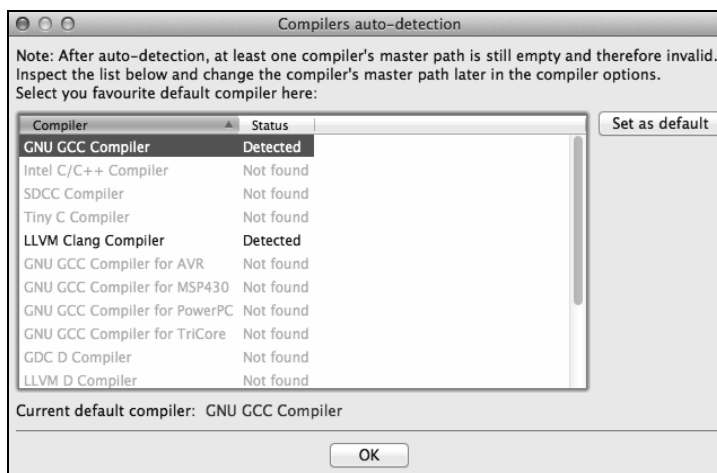 Compilers auto-detection
Note: After auto-detection, at least one compiler's master path is still empty and therefore invalid.
Inspect the list below and change the compiler's master path later in the compiler options.
Select you favourite default compiler here:
Compiler Status
Set as default
GNU GCC Compiler Detected
Intel C/C++ Compiler Not found
SDCC Compiler Not found
Tiny C Compiler Not found
LLVM Clang Compiler Detected
GNU GCC Compiler for AVR Not found
GNU GCC Compiler for MSP430 Not found
GNU GCC Compiler for PowerPC Not found
GNU GCC Compiler for TriCore Not found
GDC D Compiler Not found
LLVM D Compiler Not found
Current default compiler: GNU GCC Compiler
OK